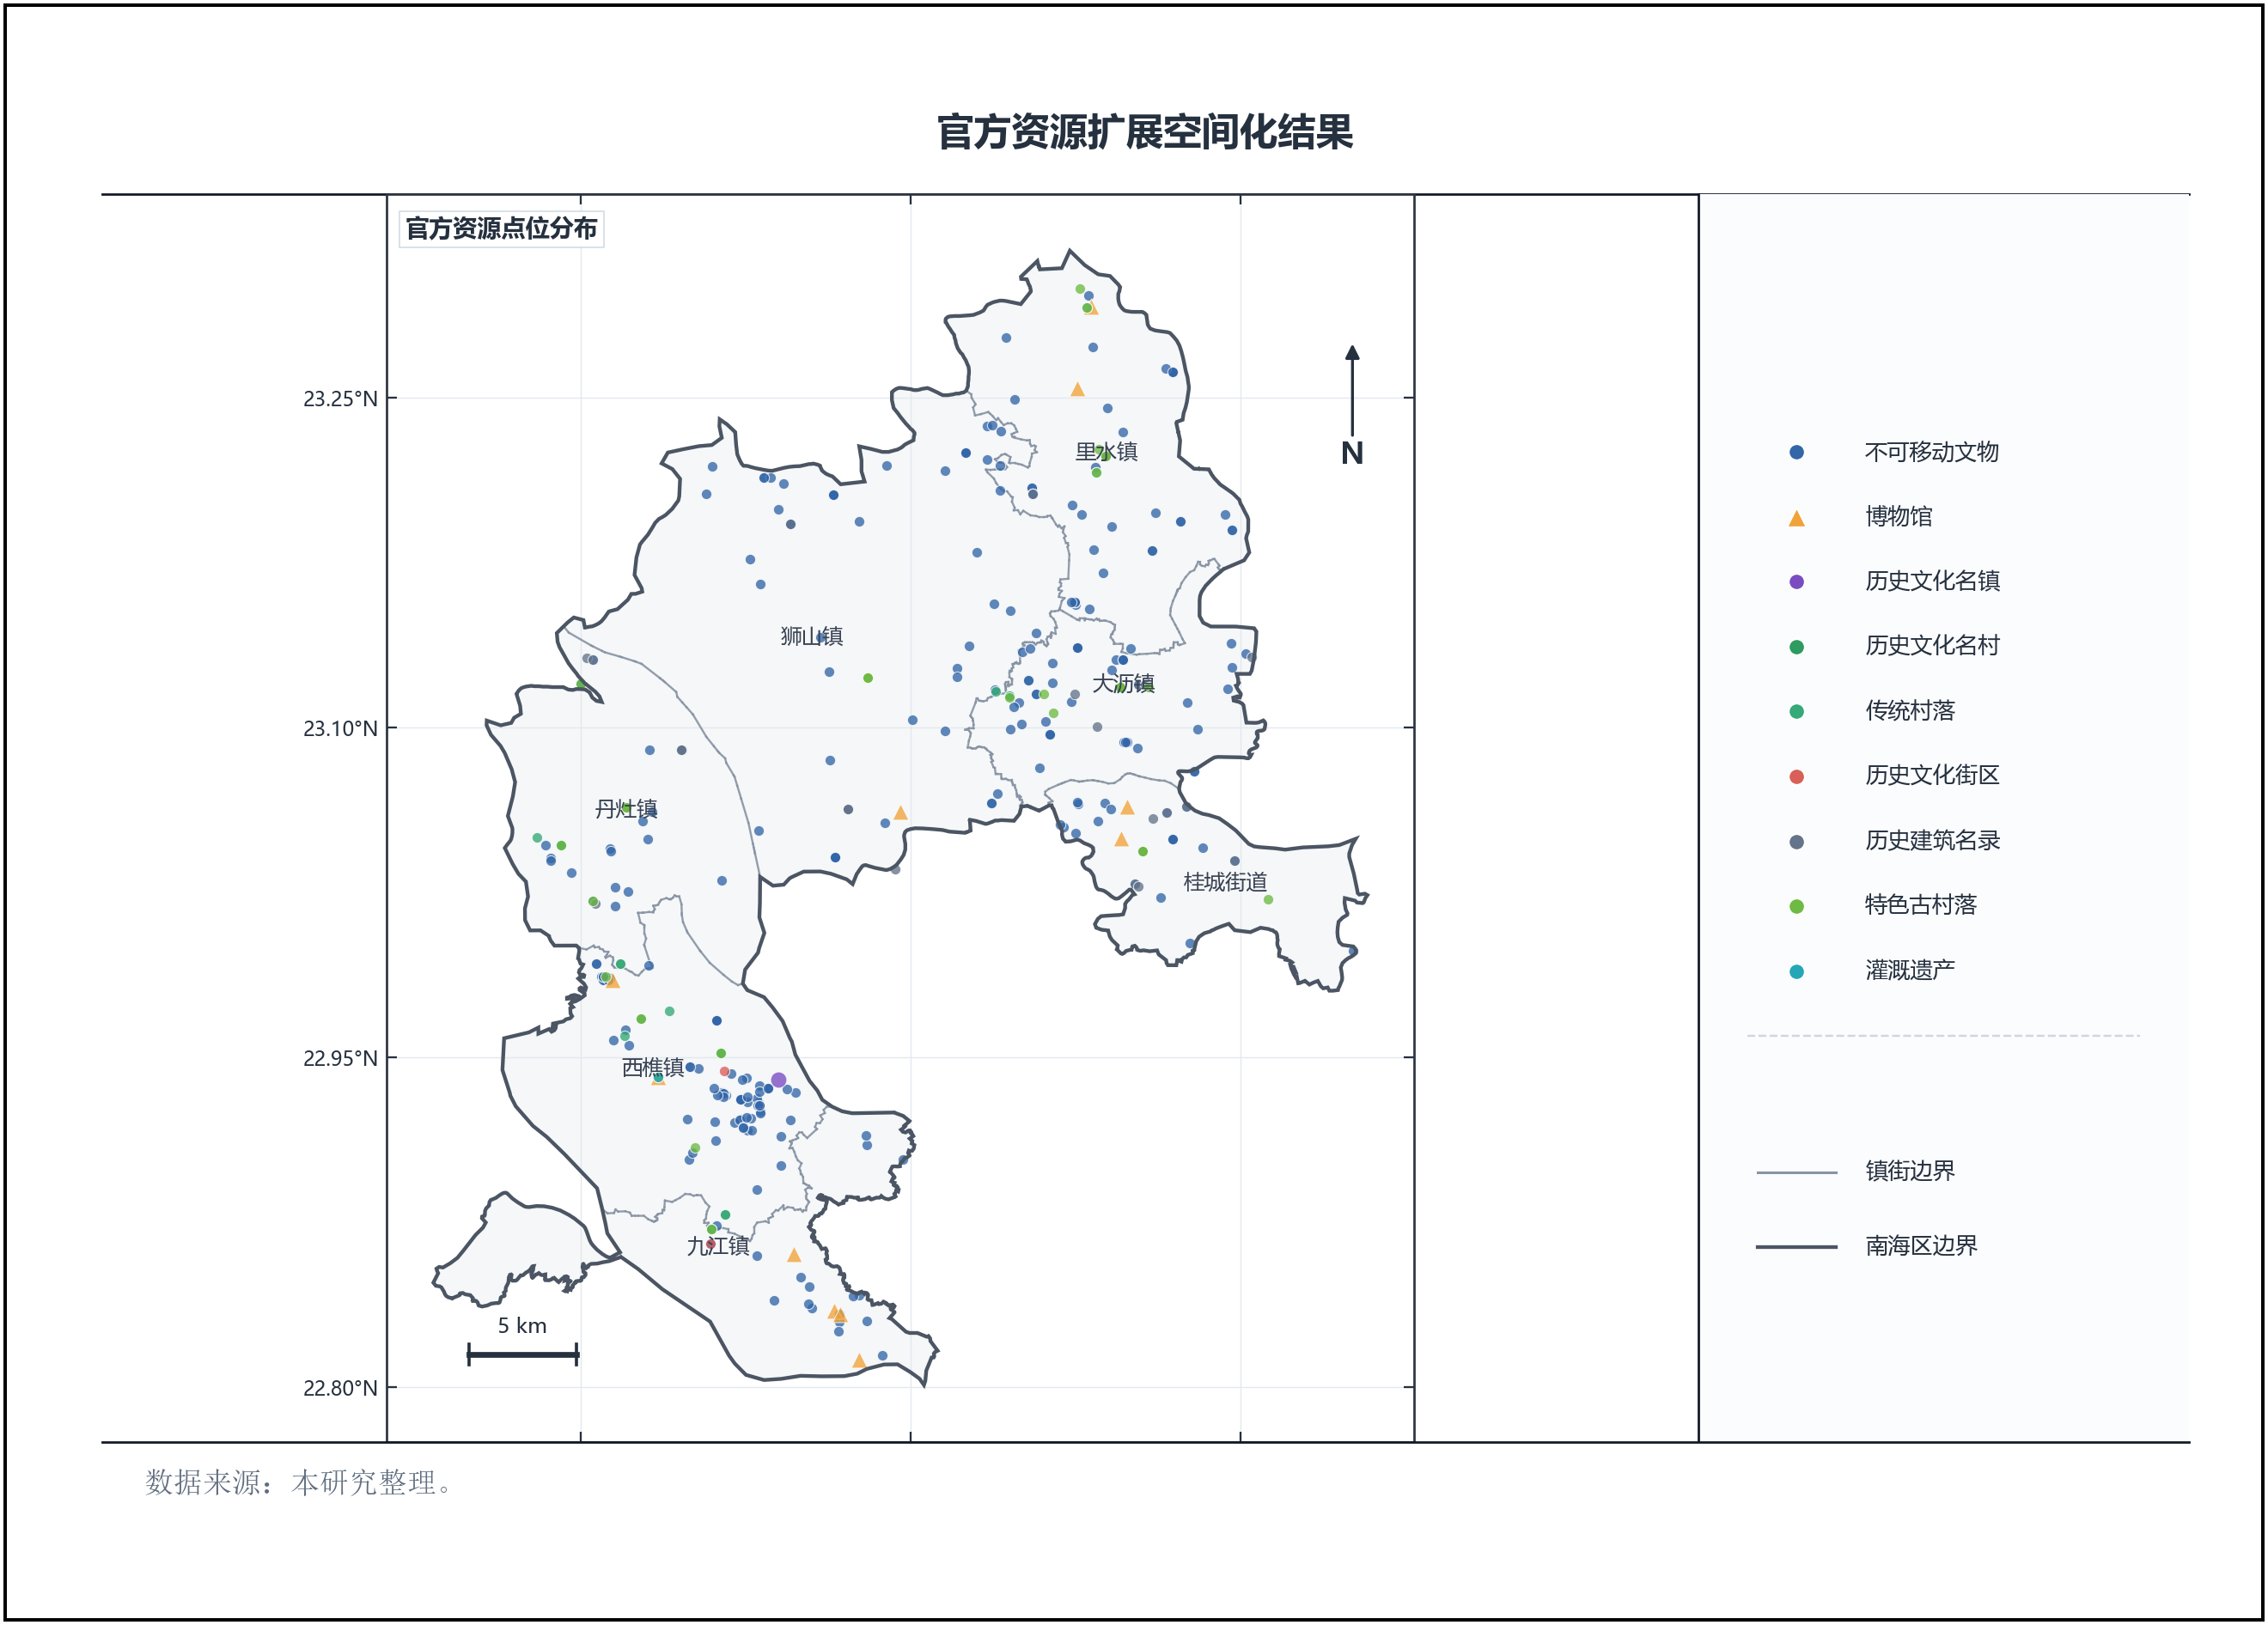 官方资源扩展空间化结果
官方资源点位分布
23.25°N
23.10°N
22.95°N
22.80°N
N
里水镇
狮山镇
大沥镇
丹灶镇
桂城街道
西樵镇
九江镇
5 km
不可移动文物
博物馆
历史文化名镇
历史文化名村
传统村落
历史文化街区
历史建筑名录
特色古村落
灌溉遗产
镇街边界
南海区边界
数据来源：本研究整理。